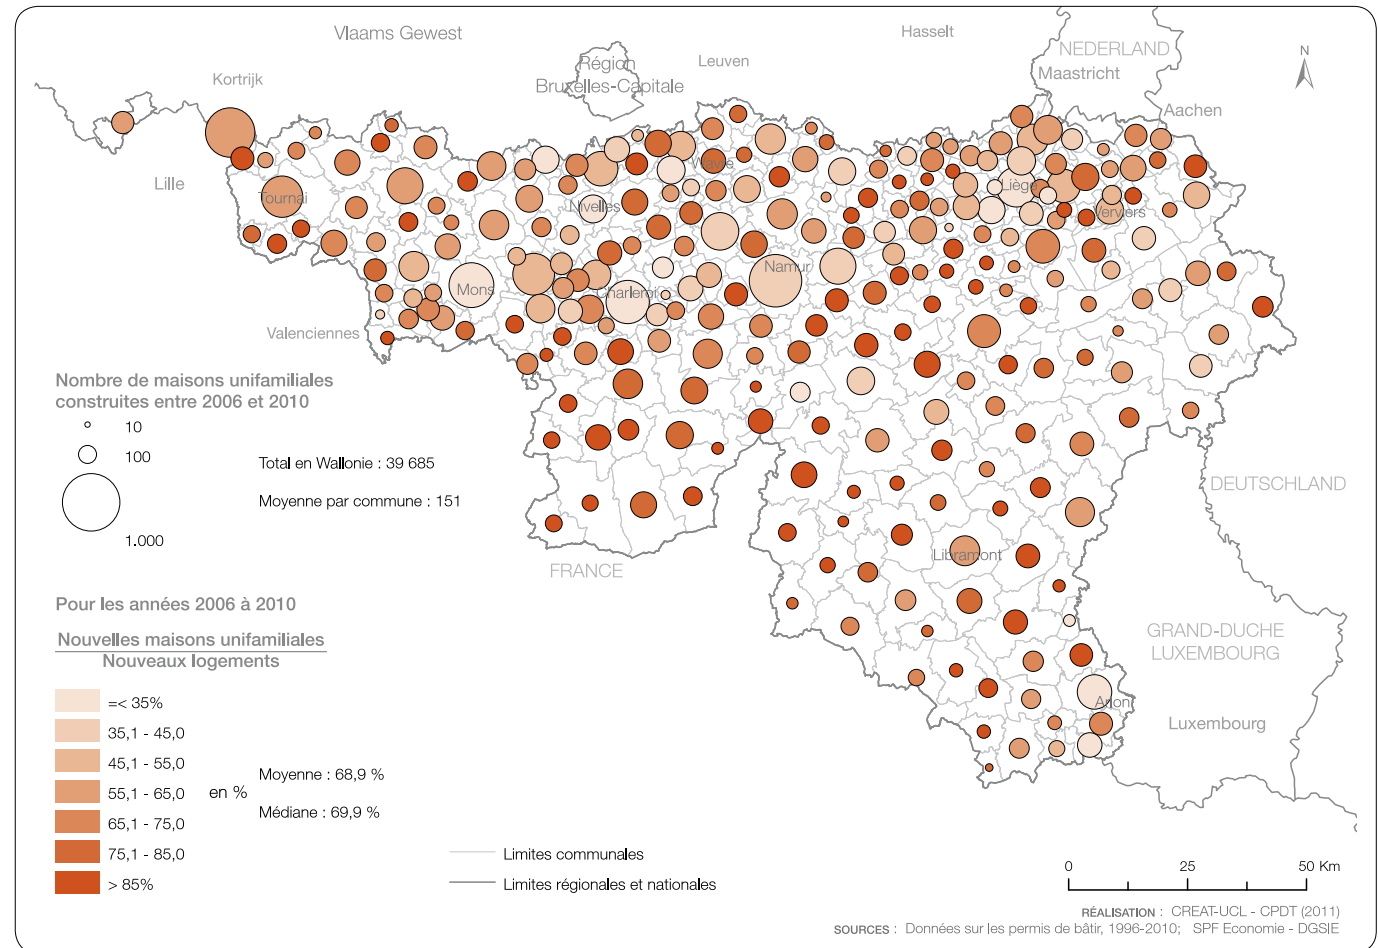 Vlaams Gewest
Hasselt
NEDERLAND
N
Région
Bruxelles-Capitale
Leuven
Maastricht
Kortrijk
Aachen
Lille
Wavre
Liège
Tournai
Nivelles
Verviers
Namur
Mons
Charleroi
Valenciennes
Nombre de maisons unifamiliales
construites entre 2006 et 2010
10
100
1.000
Total en Wallonie : 39 685
Moyenne par commune : 151
DEUTSCHLAND
Libramont
FRANCE
Pour les années 2006 à 2010
Nouvelles maisons unifamiliales
Nouveaux logements
GRAND-DUCHE
LUXEMBOURG
Arlon
Luxembourg
=< 35%
35,1 - 45,0
45,1 - 55,0
55,1 - 65,0
65,1 - 75,0
75,1 - 85,0
> 85%
en %
Moyenne : 68,9 %
Médiane : 69,9 %
Limites communales
Limites régionales et nationales
0 25 50 Km
RÉALISATION : CREAT-UCL - CPDT (2011)
SOURCES : Données sur les permis de bâtir, 1996-2010; SPF Economie - DGSIE